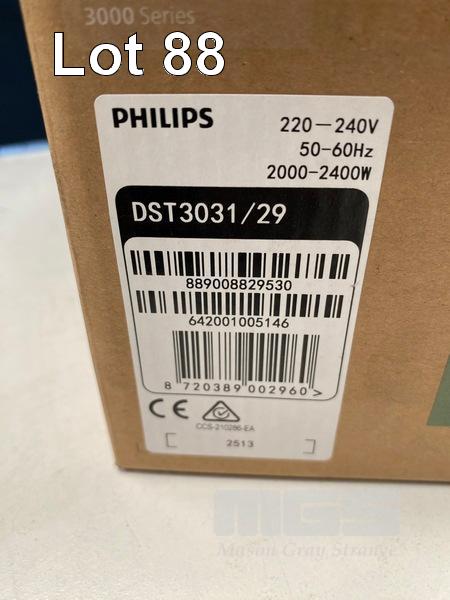 3000 Series
Lot 88
PHILIPS
220-240V
50-60Hz
2000-2400W
DST3031/29
889008829530
642001005146
8 720389 002960 >
CE
CCS-210286-EA
2513
MGS
Mason Gray Strange